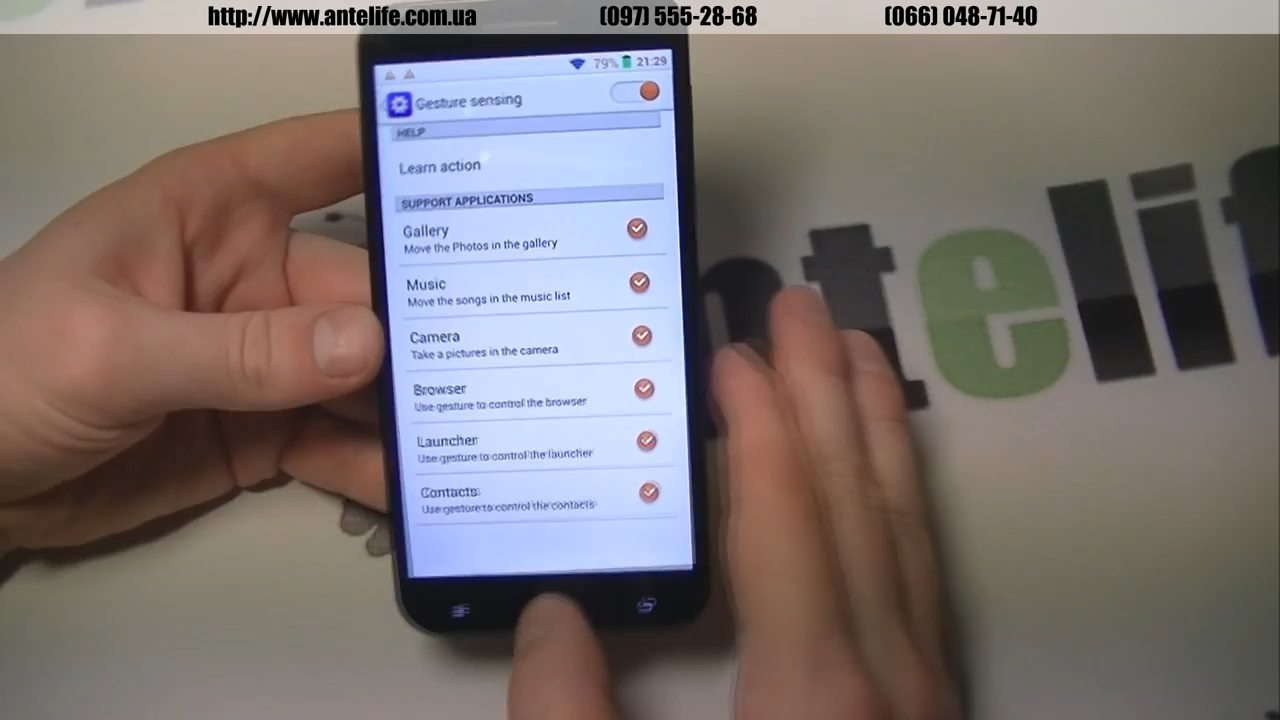 http://www.antelife.com.ua (097) 555-28-68 (066) 048-71-40
79% 21:29
Gesture sensing
HELP
Learn action
SUPPORT APPLICATIONS
Gallery
Move the Photos in the gallery
Music
Move the songs in the music list
Camera
Take a pictures in the camera
Browser
Use gesture to control the browser
Launcher
Use gesture to control the launcher
Contacts
Use gesture to control the contacts
ntelif